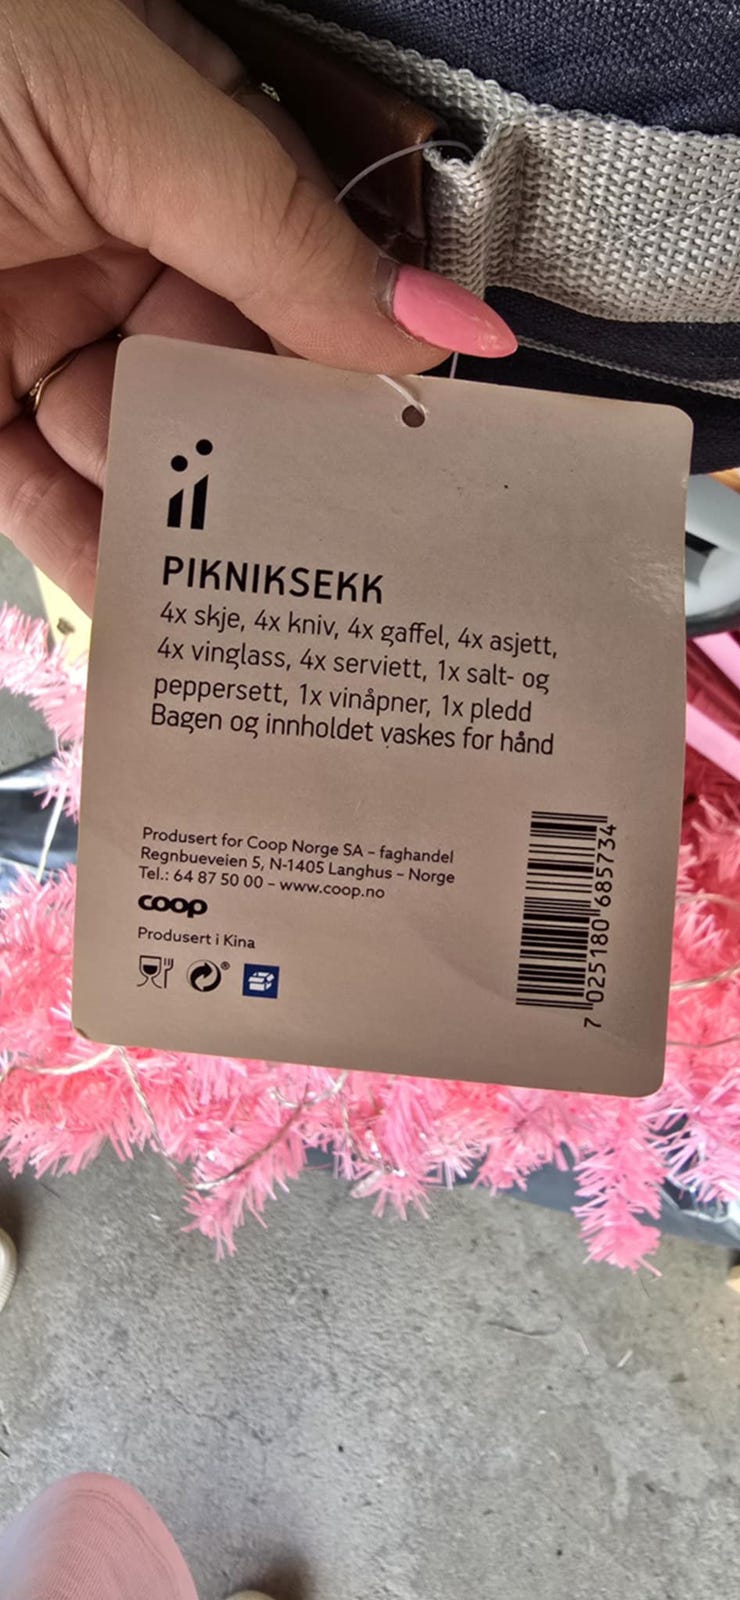 PIKNIKSEKK
4x skje, 4x kniv, 4x gaffel, 4x asjett,
4x vinglass, 4x serviett, 1x salt- og
peppersett, 1x vinåpner, 1x pledd
Bagen og innholdet vaskes for hånd
Produsert for Coop Norge SA – faghandel
Regnbueveien 5, N-1405 Langhus – Norge
Tel.: 64 87 50 00 – www.coop.no
coop
Produsert i Kina
7 025180 685734